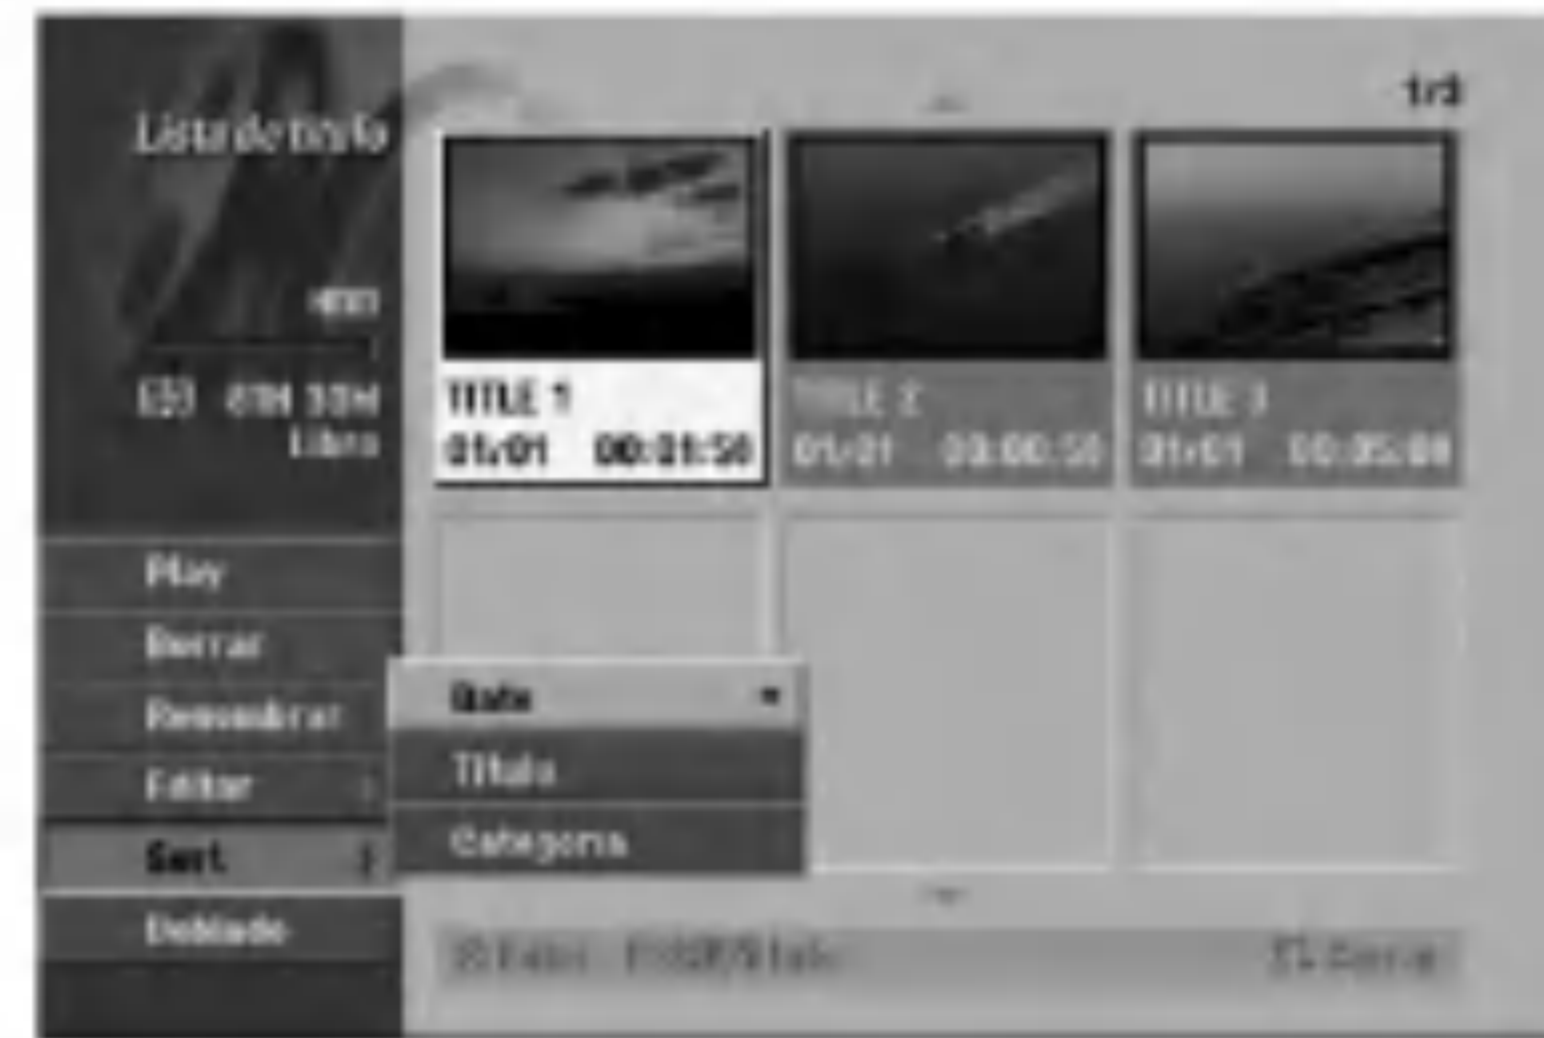 Lista de título
1/3
HDD
Libre
TITLE 1
01/01 00:01:50
TITLE 2
01/01 00:00:50
TITLE 3
01/01
Play
Borrar
Renombrar
Editar
Sort
Doblado
Date
Título
Categoría